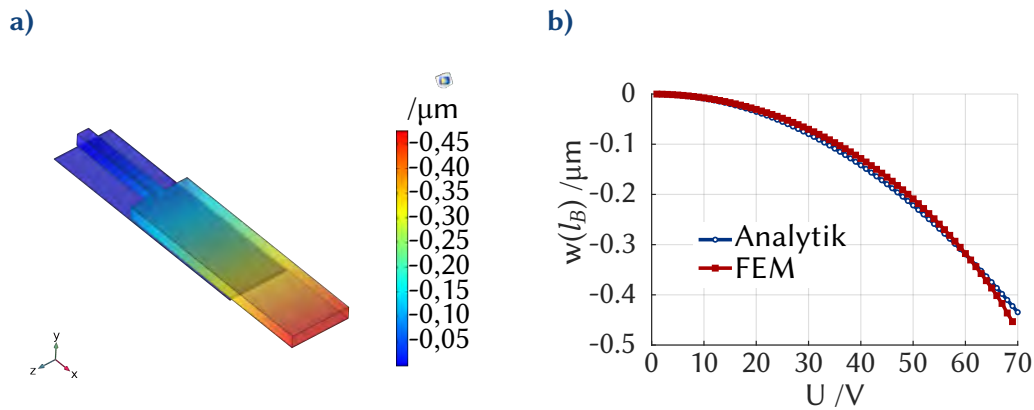 a)
/µm
-0,45
-0,40
-0,35
-0,30
-0,25
-0,20
-0,15
-0,10
-0,05
y
z
x
b)
w(l_B) /µm
0
-0.1
-0.2
-0.3
-0.4
-0.5
Analytik
FEM
0 10 20 30 40 50 60 70
U /V